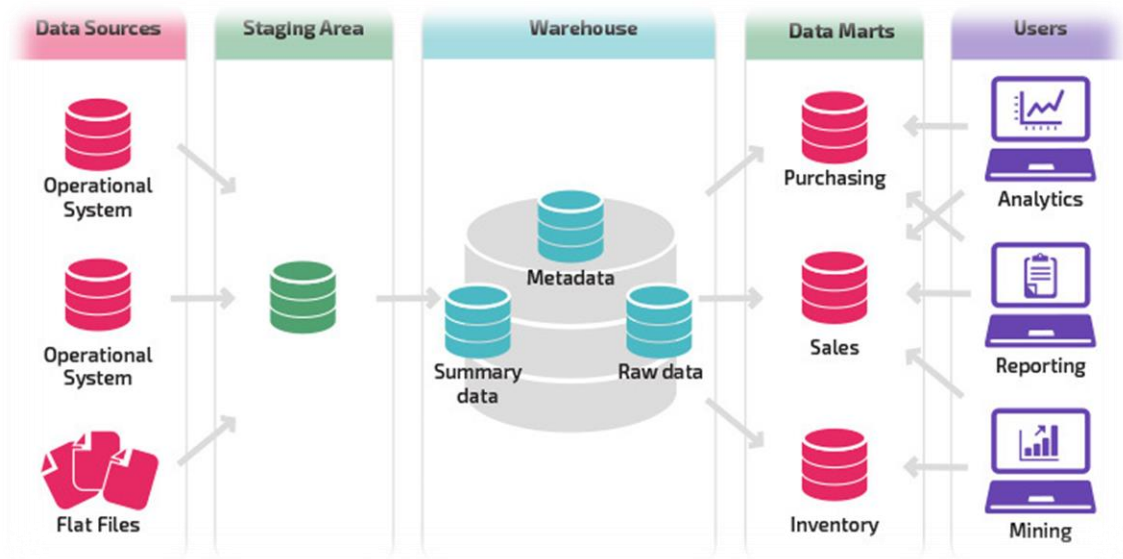 Data Sources
Staging Area
Warehouse
Data Marts
Users
Operational
System
Purchasing
Analytics
Operational
System
Metadata
Summary
data
Raw data
Sales
Reporting
Flat Files
Inventory
Mining